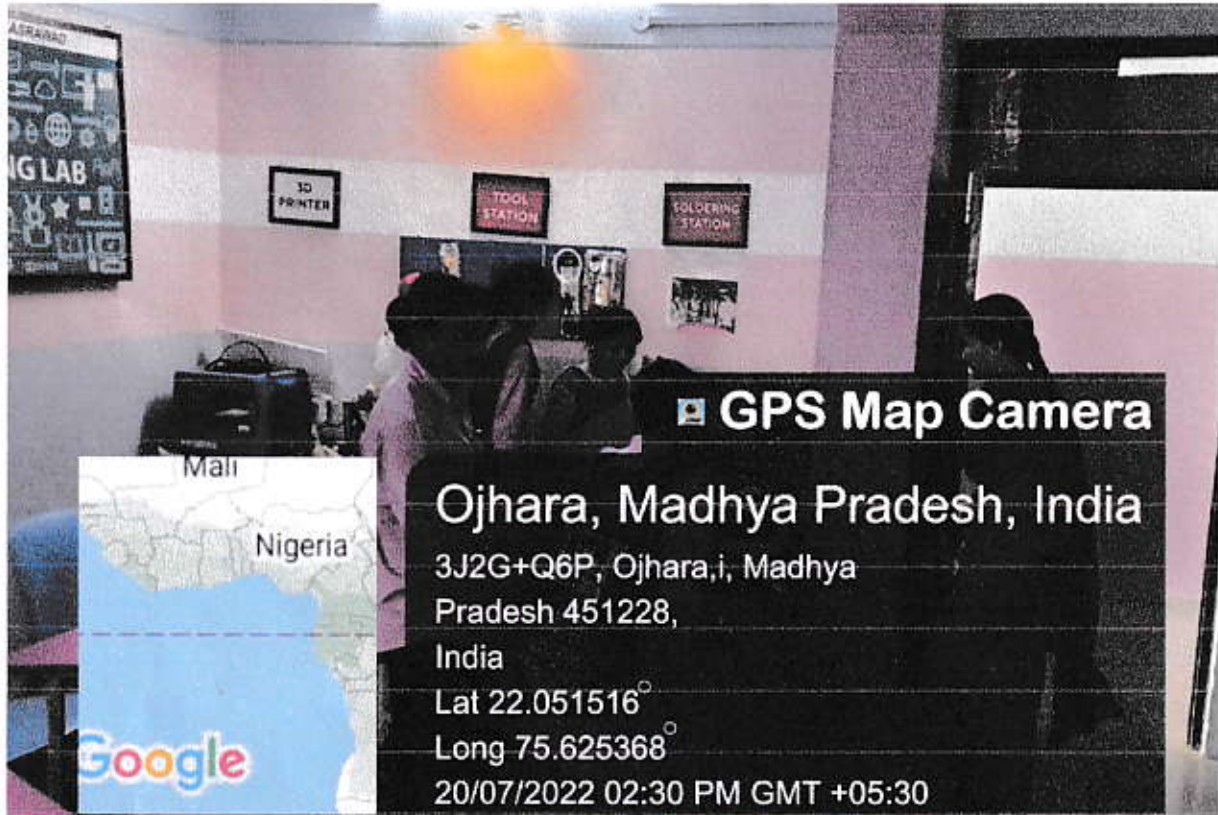 ASRAWAD
NG LAB
3D
PRINTER
TOOL
STATION
SOLDERING
STATION
GPS Map Camera
Mali
Nigeria
Google
Ojhara, Madhya Pradesh, India
3J2G+Q6P, Ojhara,i, Madhya
Pradesh 451228,
India
Lat 22.051516°
Long 75.625368°
20/07/2022 02:30 PM GMT +05:30